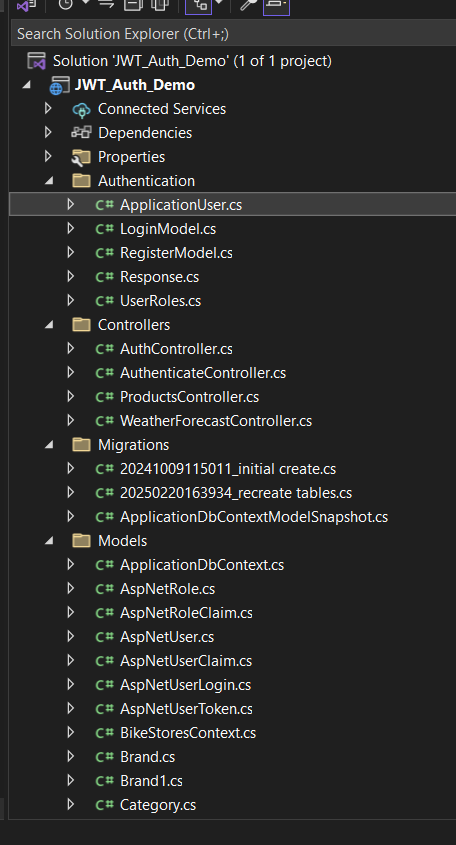 Search Solution Explorer (Ctrl+;)
Solution 'JWT_Auth_Demo' (1 of 1 project)
JWT_Auth_Demo
Connected Services
Dependencies
Properties
Authentication
C# ApplicationUser.cs
C# LoginModel.cs
C# RegisterModel.cs
C# Response.cs
C# UserRoles.cs
Controllers
C# AuthController.cs
C# AuthenticateController.cs
C# ProductsController.cs
C# WeatherForecastController.cs
Migrations
C# 20241009115011_initial create.cs
C# 20250220163934_recreate tables.cs
C# ApplicationDbContextModelSnapshot.cs
Models
C# ApplicationDbContext.cs
C# AspNetRole.cs
C# AspNetRoleClaim.cs
C# AspNetUser.cs
C# AspNetUserClaim.cs
C# AspNetUserLogin.cs
C# AspNetUserToken.cs
C# BikeStoresContext.cs
C# Brand.cs
C# Brand1.cs
C# Category.cs